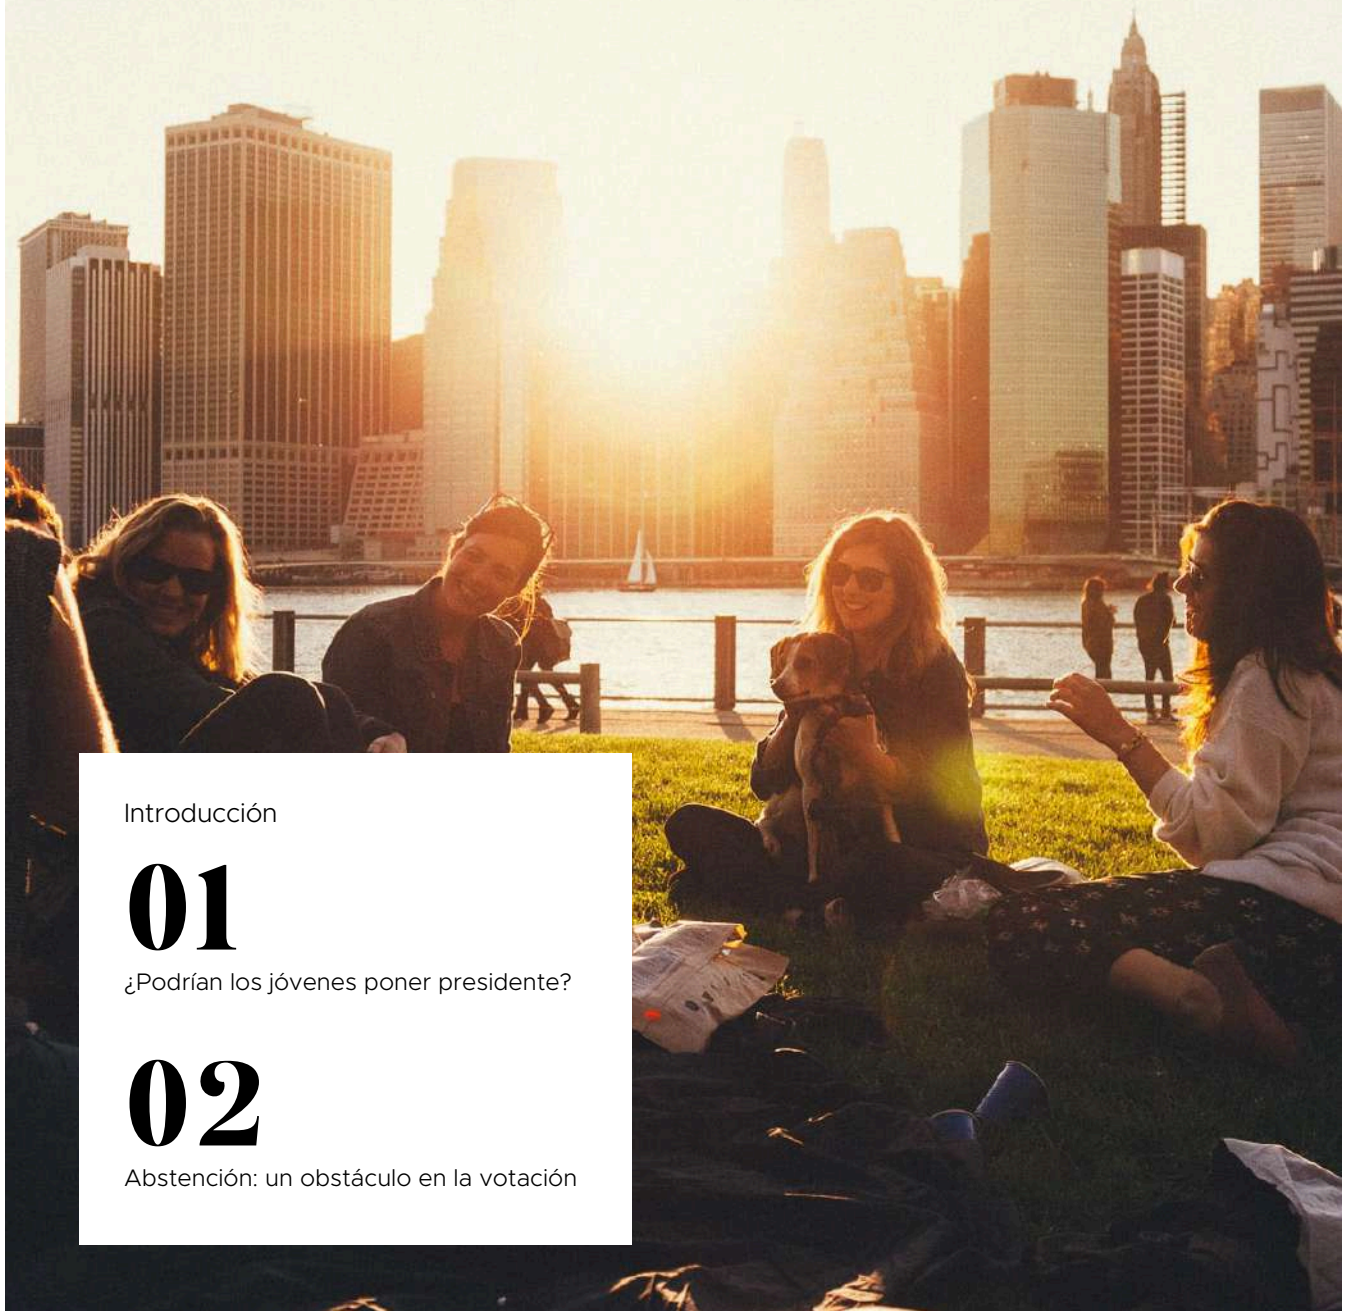 Introducción
01
¿Podrían los jóvenes poner presidente?
02
Abstención: un obstáculo en la votación